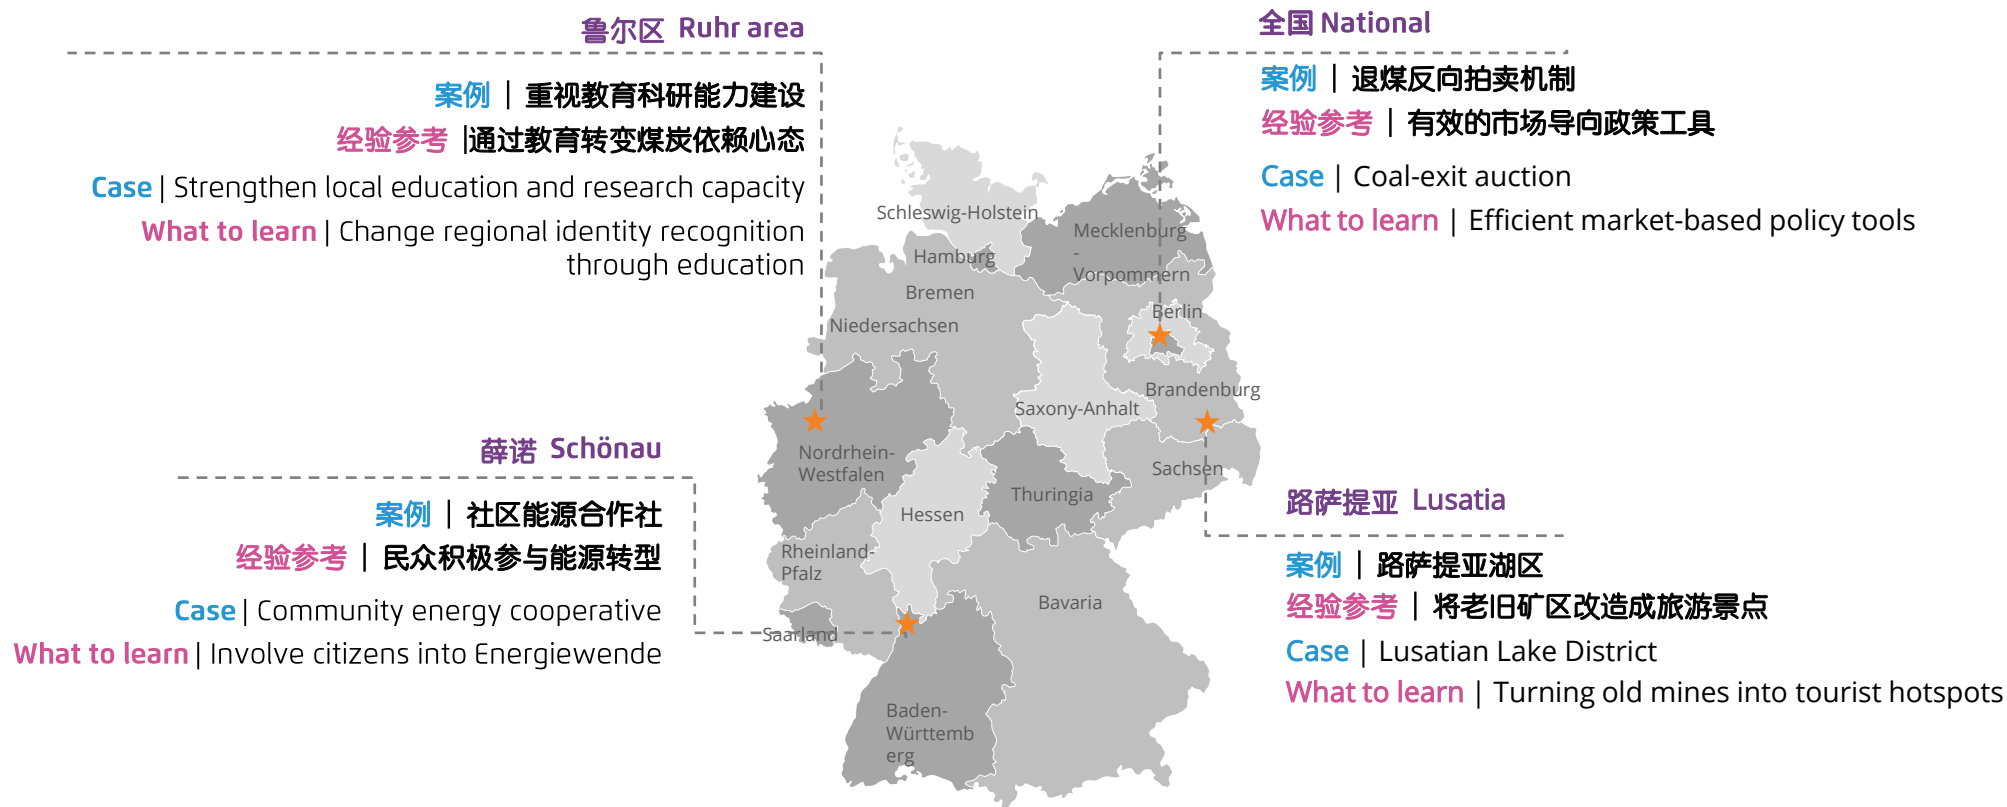 鲁尔区 Ruhr area
案例 | 重视教育科研能力建设
经验参考 |通过教育转变煤炭依赖心态
Case | Strengthen local education and research capacity
What to learn | Change regional identity recognition
through education
全国 National
案例 | 退煤反向拍卖机制
经验参考 | 有效的市场导向政策工具
Case | Coal-exit auction
What to learn | Efficient market-based policy tools
薛诺 Schönau
案例 | 社区能源合作社
经验参考 | 民众积极参与能源转型
Case | Community energy cooperative
What to learn | Involve citizens into Energiewende
路萨提亚 Lusatia
案例 | 路萨提亚湖区
经验参考 | 将老旧矿区改造成旅游景点
Case | Lusatian Lake District
What to learn | Turning old mines into tourist hotspots
Schleswig-Holstein
Mecklenburg
-
Vorpommern
Hamburg
Bremen
Niedersachsen
Berlin
Brandenburg
Saxony-Anhalt
Nordrhein-
Westfalen
Sachsen
Thuringia
Hessen
Rheinland-
Pfalz
Bavaria
Saarland
Baden-
Württemb
erg